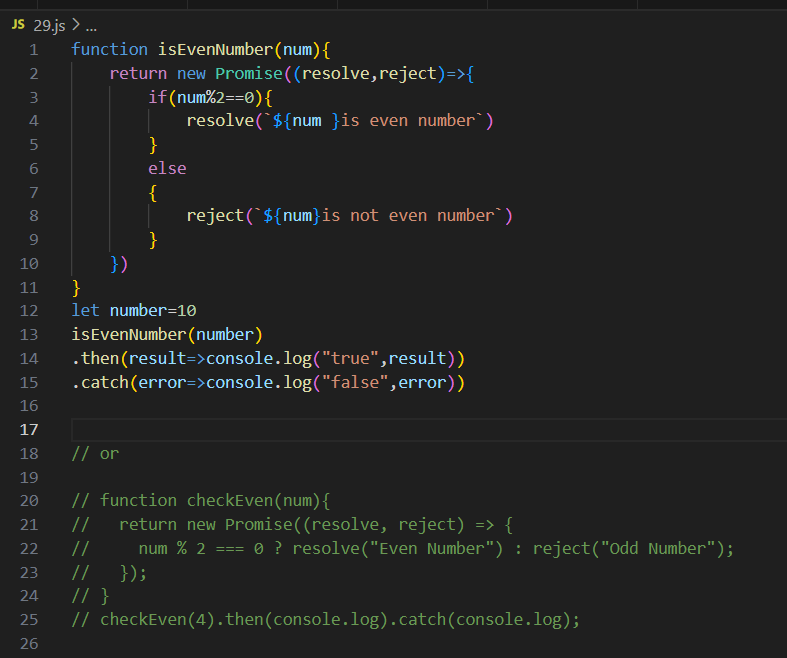 JS 29.js > ...
1 function isEvenNumber(num){
2     return new Promise((resolve,reject)=>{
3         if(num%2==0){
4             resolve(`${num }is even number`)
5         }
6         else
7         {
8             reject(`${num}is not even number`)
9         }
10     })
11 }
12 let number=10
13 isEvenNumber(number)
14 .then(result=>console.log("true",result))
15 .catch(error=>console.log("false",error))
16
17
18 // or
19
20 // function checkEven(num){
21 //   return new Promise((resolve, reject) => {
22 //     num % 2 === 0 ? resolve("Even Number") : reject("Odd Number");
23 //   });
24 // }
25 // checkEven(4).then(console.log).catch(console.log);
26